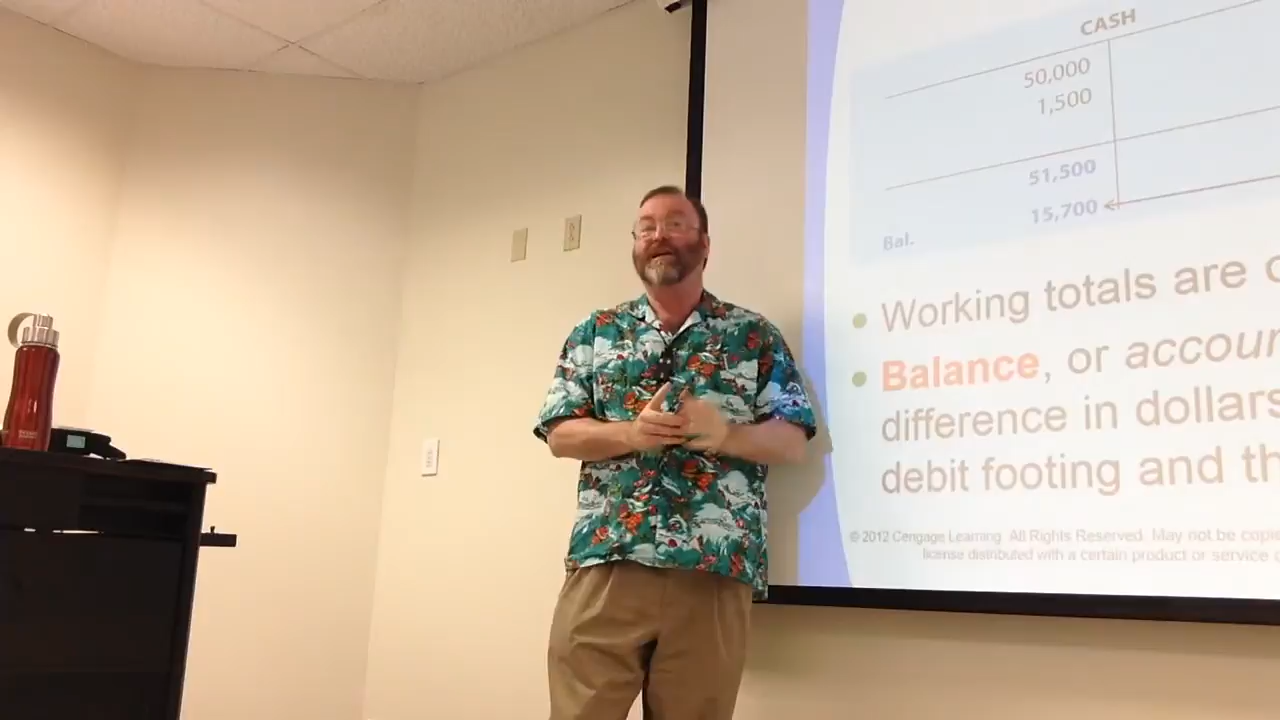 CASH
50,000
1,500
51,500
15,700
Bal.
Working totals are
Balance, or accoun
difference in dollars
debit footing and th
© 2012 Cengage Learning. All Rights Reserved. May not be copie
license distributed with a certain product or service